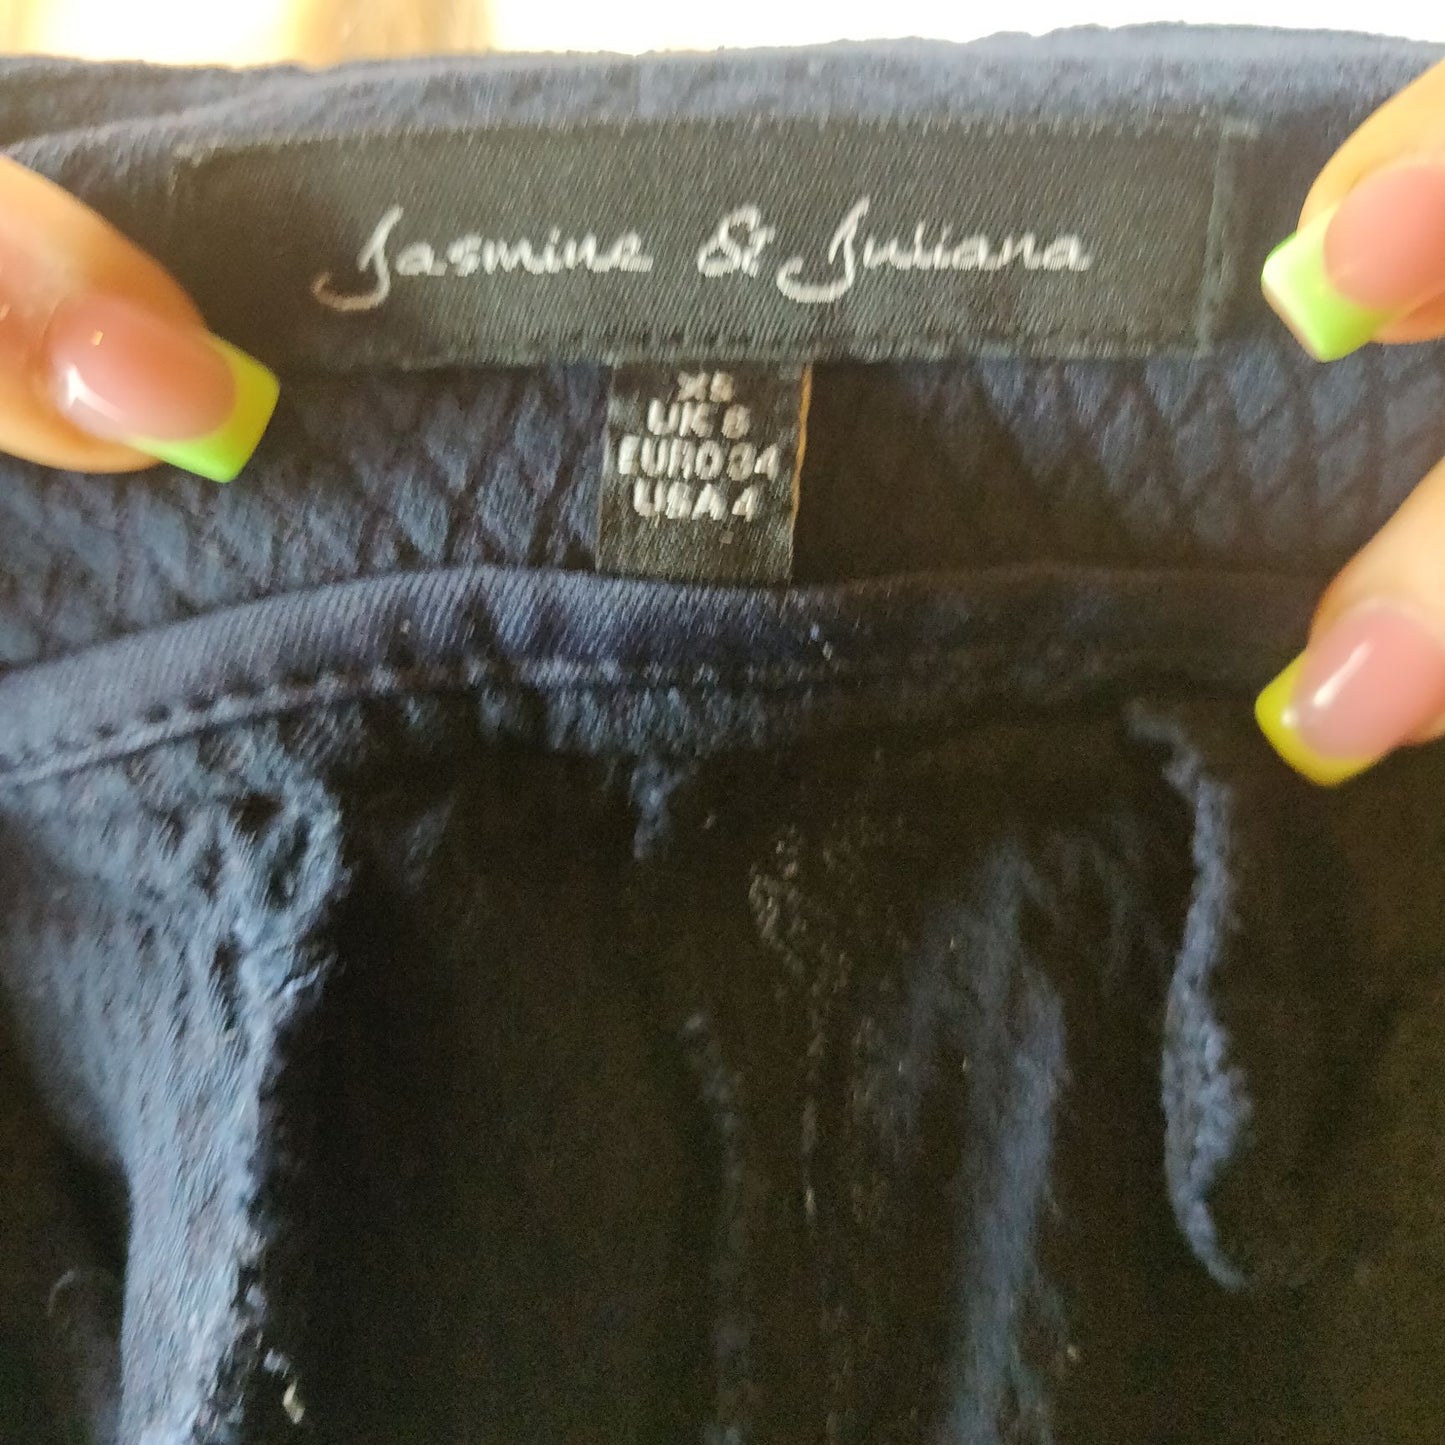 Jasmine & Juliana
XS
UK 6
EURO 34
USA 4